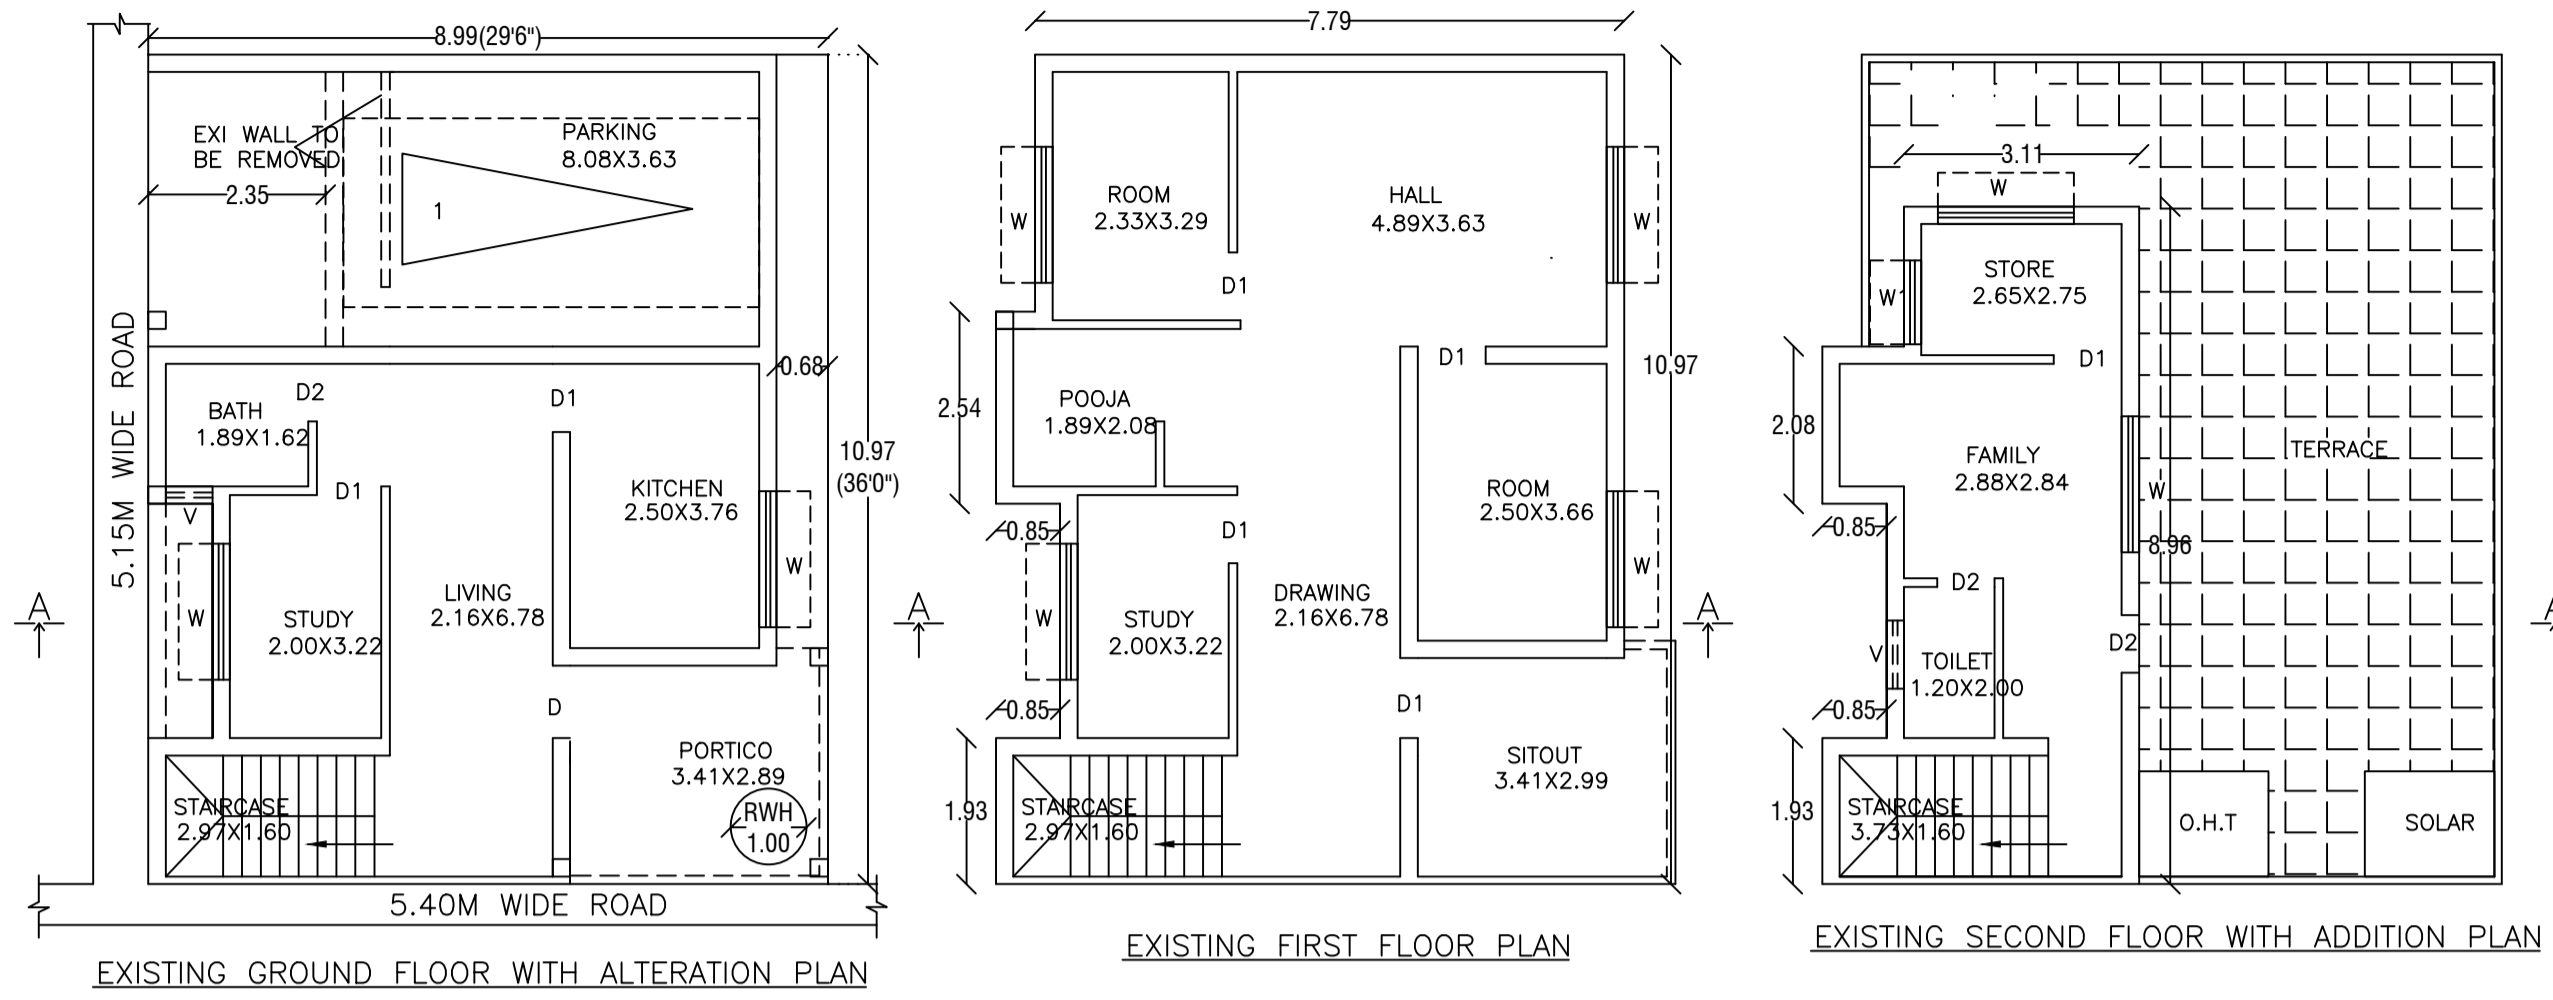 8.99(29'6")
EXI WALL TO
BE REMOVED
2.35
PARKING
8.08X3.63
1
5.15M WIDE ROAD
0.68
BATH
1.89X1.62
D2
D1
D1
10.97
(36'0")
KITCHEN
2.50X3.76
V
W
W
LIVING
2.16X6.78
STUDY
2.00X3.22
A
D
PORTICO
3.41X2.89
RWH
1.00
STAIRCASE
2.97X1.60
5.40M WIDE ROAD
EXISTING GROUND FLOOR WITH ALTERATION PLAN
7.79
ROOM
2.33X3.29
HALL
4.89X3.63
W
W
D1
D1
10.97
2.54
POOJA
1.89X2.08
ROOM
2.50X3.66
0.85
D1
W
W
STUDY
2.00X3.22
DRAWING
2.16X6.78
A
A
0.85
D1
SITOUT
3.41X2.99
1.93
STAIRCASE
2.97X1.60
EXISTING FIRST FLOOR PLAN
3.11
W
STORE
2.65X2.75
W1
D1
2.08
FAMILY
2.88X2.84
TERRACE
W
0.85
8.96
D2
D2
V
TOILET
1.20X2.00
A
0.85
1.93
STAIRCASE
3.73X1.60
O.H.T
SOLAR
EXISTING SECOND FLOOR WITH ADDITION PLAN